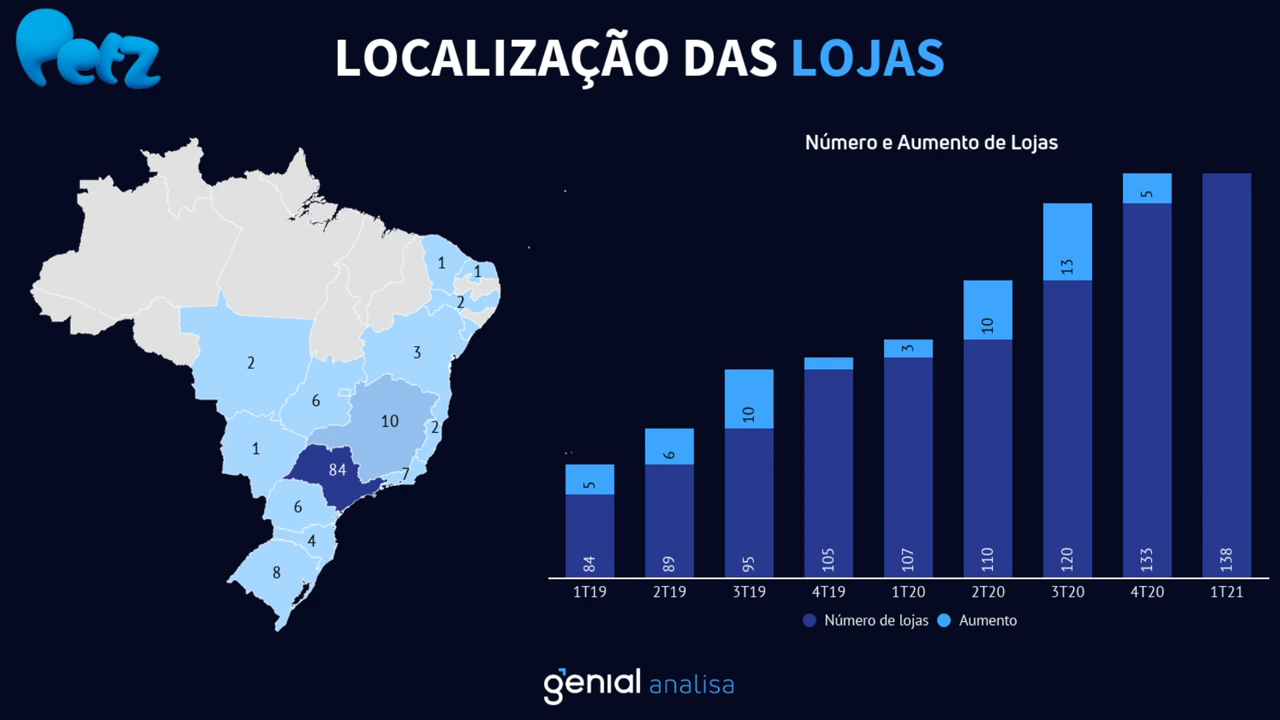 Petz
LOCALIZAÇÃO DAS LOJAS
1
1
2
3
2
6
10
2
1
84
7
6
4
8
Número e Aumento de Lojas
5
6
10
3
10
13
5
84
89
95
105
107
110
120
133
138
1T19
2T19
3T19
4T19
1T20
2T20
3T20
4T20
1T21
Número de lojas
Aumento
genial analisa